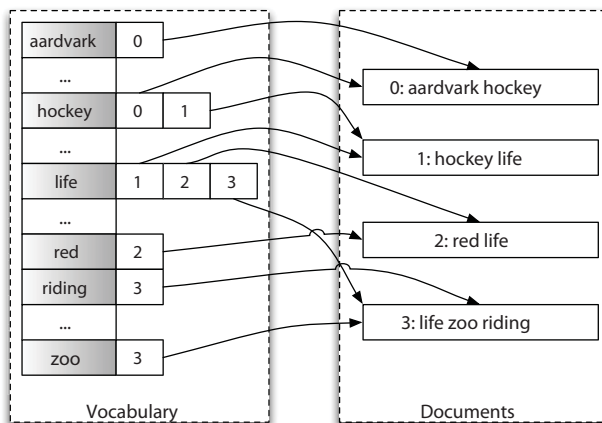 aardvark 0
...
hockey 0 1
...
life 1 2 3
...
red 2
riding 3
...
zoo 3
Vocabulary
0: aardvark hockey
1: hockey life
2: red life
3: life zoo riding
Documents